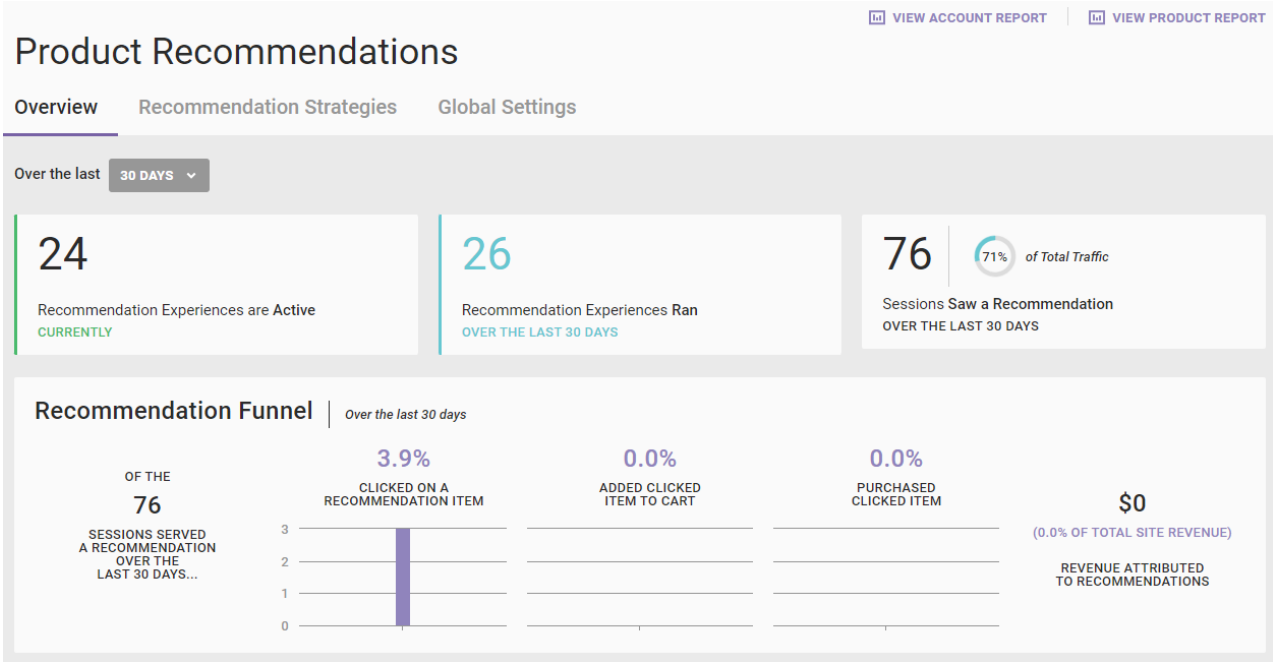 VIEW ACCOUNT REPORT
VIEW PRODUCT REPORT
Product Recommendations
Overview
Recommendation Strategies
Global Settings
Over the last
30 DAYS
24
Recommendation Experiences are Active
CURRENTLY
26
Recommendation Experiences Ran
OVER THE LAST 30 DAYS
76
71%
of Total Traffic
Sessions Saw a Recommendation
OVER THE LAST 30 DAYS
Recommendation Funnel
Over the last 30 days
OF THE
76
SESSIONS SERVED
A RECOMMENDATION
OVER THE
LAST 30 DAYS...
3.9%
CLICKED ON A
RECOMMENDATION ITEM
3
2
1
0
0.0%
ADDED CLICKED
ITEM TO CART
0.0%
PURCHASED
CLICKED ITEM
$0
(0.0% OF TOTAL SITE REVENUE)
REVENUE ATTRIBUTED
TO RECOMMENDATIONS